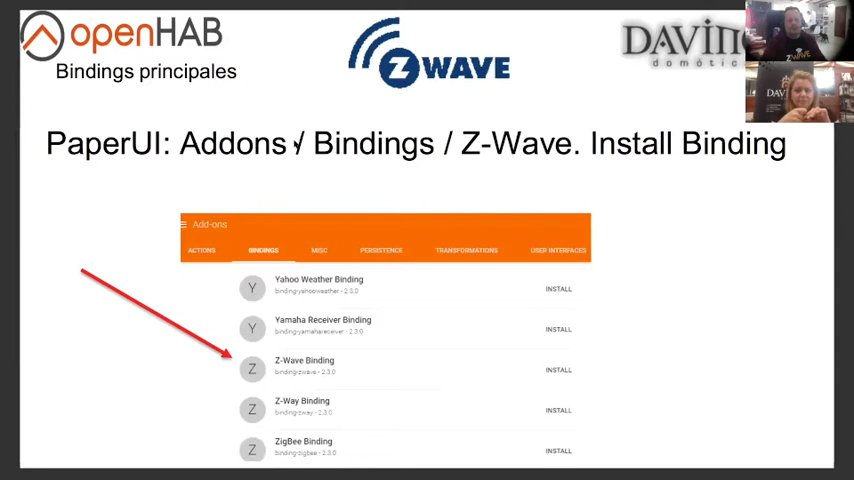 openHAB
Bindings principales
Z WAVE
DAVIN
domótic
PaperUI: Addons / Bindings / Z-Wave. Install Binding
Add-ons
ACTIONS BINDINGS MISC PERSISTENCE TRANSFORMATIONS USER INTERFACES
Y Yahoo Weather Binding
binding-yahooweather - 2.3.0
INSTALL
Y Yamaha Receiver Binding
binding-yamahareceiver - 2.3.0
INSTALL
Z Z-Wave Binding
binding-zwave - 2.3.0
INSTALL
Z Z-Way Binding
binding-zway - 2.3.0
INSTALL
Z ZigBee Binding
binding-zigbee - 2.3.0
INSTALL